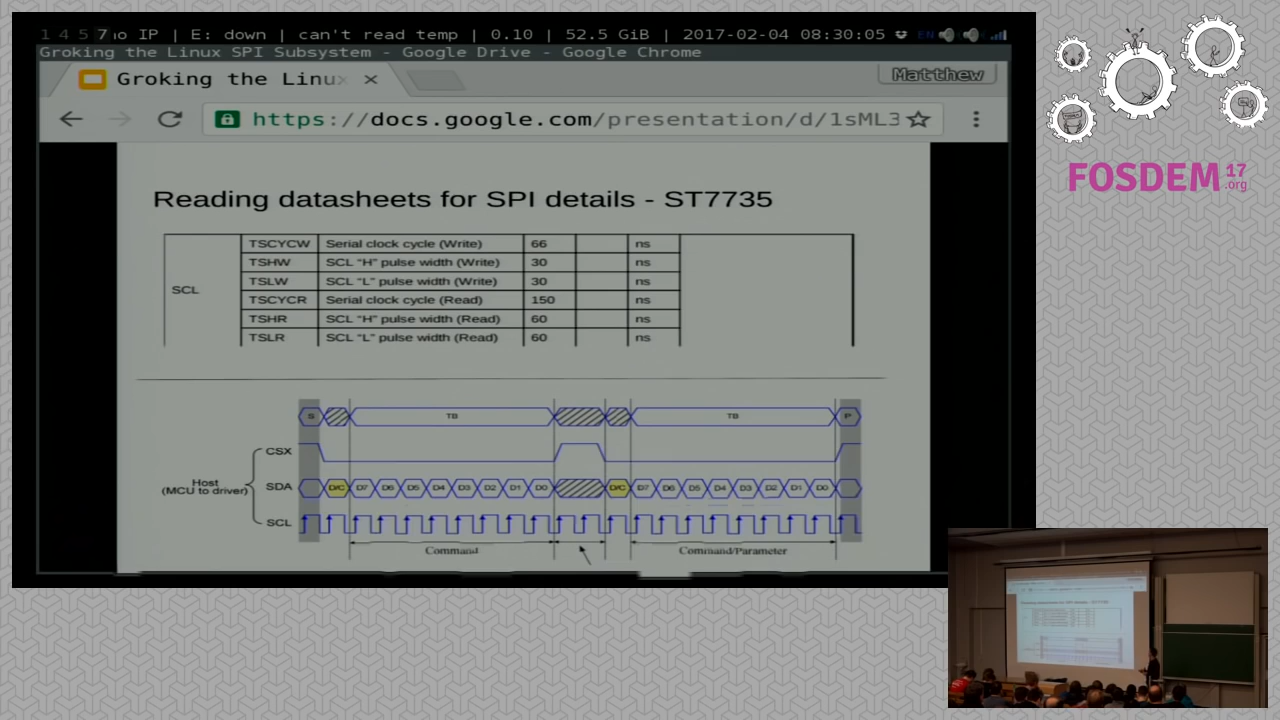 1 4 5 7 o IP | E: down | can't read temp | 0.10 | 52.5 GiB | 2017-02-04 08:30:05 EN
Groking the Linux SPI Subsystem - Google Drive - Google Chrome
Groking the Linux
Matthew
https://docs.google.com/presentation/d/1sML3
FOSDEM 17 .org
Reading datasheets for SPI details - ST7735
SCL
TSCYCW Serial clock cycle (Write) 66 ns
TSHW SCL "H" pulse width (Write) 30 ns
TSLW SCL "L" pulse width (Write) 30 ns
TSCYCR Serial clock cycle (Read) 150 ns
TSHR SCL "H" pulse width (Read) 60 ns
TSLR SCL "L" pulse width (Read) 60 ns
S TB TB P
CSX
Host
(MCU to driver)
SDA D/C D7 D6 D5 D4 D3 D2 D1 D0 D/C D7 D6 D5 D4 D3 D2 D1 D0
SCL
Command Command/Parameter